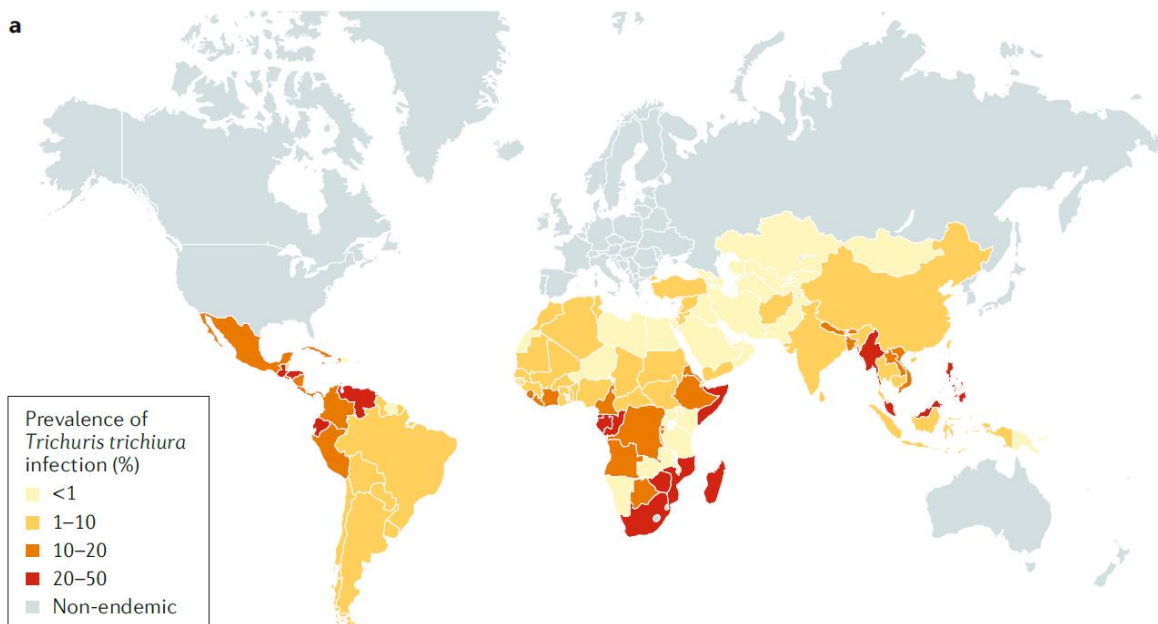 a
Prevalence of
Trichuris trichiura
infection (%)
<1
1–10
10–20
20–50
Non-endemic